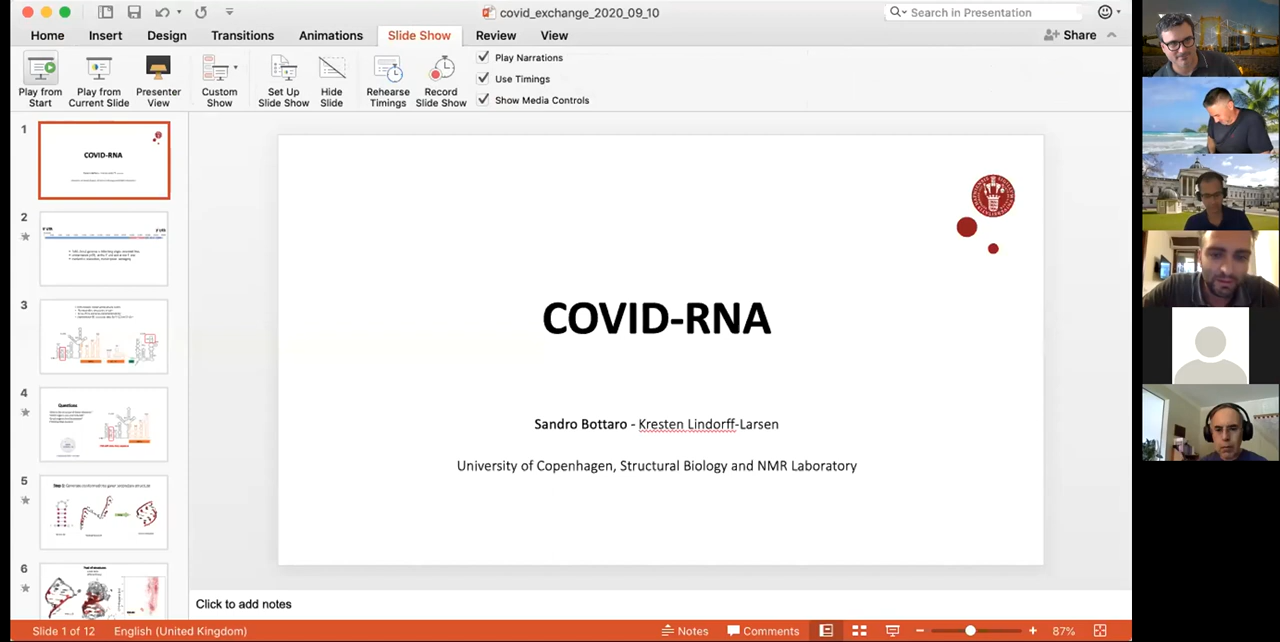 covid_exchange_2020_09_10
Search in Presentation
Home Insert Design Transitions Animations Slide Show Review View
Share
Play from Start
Play from Current Slide
Presenter View
Custom Show
Set Up Slide Show
Hide Slide
Rehearse Timings
Record Slide Show
Play Narrations
Use Timings
Show Media Controls
1
COVID-RNA
2
5' UTR
3' UTR
3
4
Questions
5
6
COVID-RNA
Sandro Bottaro - Kresten Lindorff-Larsen
University of Copenhagen, Structural Biology and NMR Laboratory
Click to add notes
Slide 1 of 12 English (United Kingdom)
Notes Comments 87%